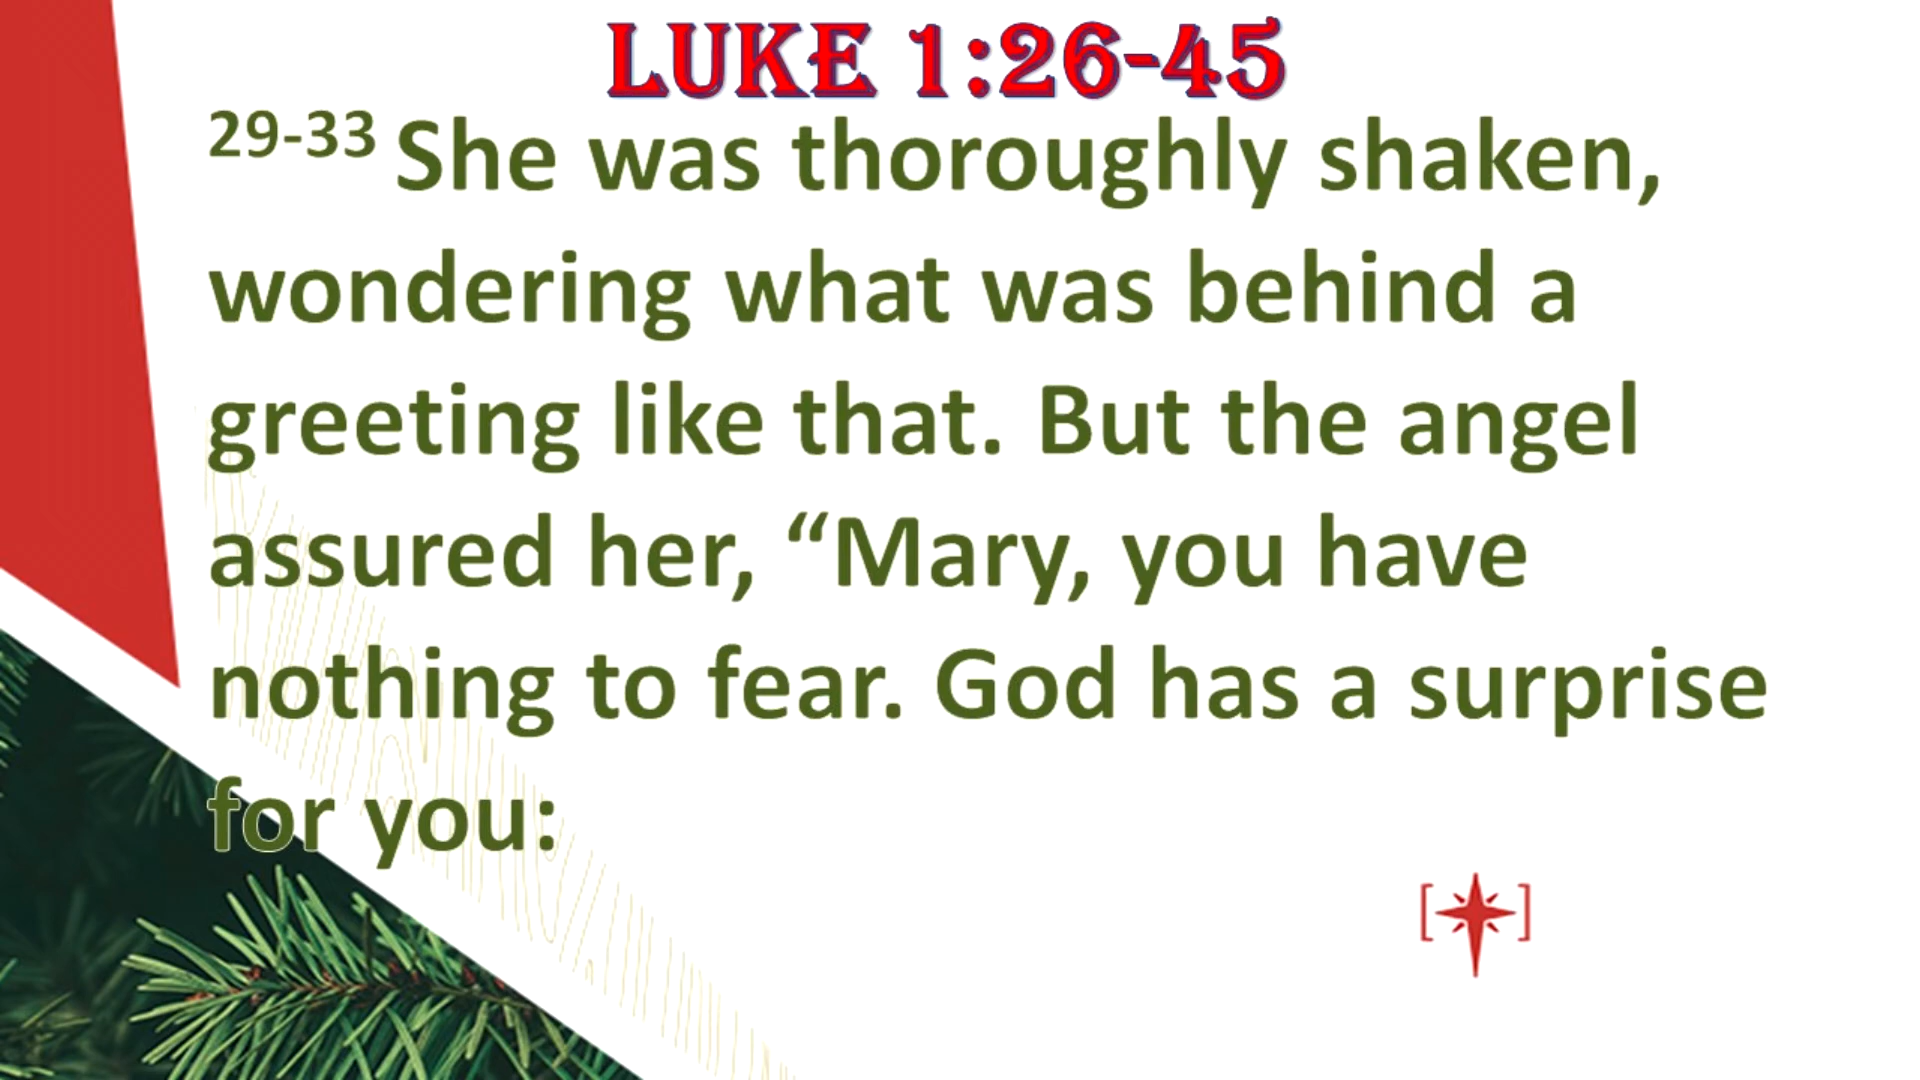 LUKE 1:26-45
29-33 She was thoroughly shaken,
wondering what was behind a
greeting like that. But the angel
assured her, “Mary, you have
nothing to fear. God has a surprise
for you: